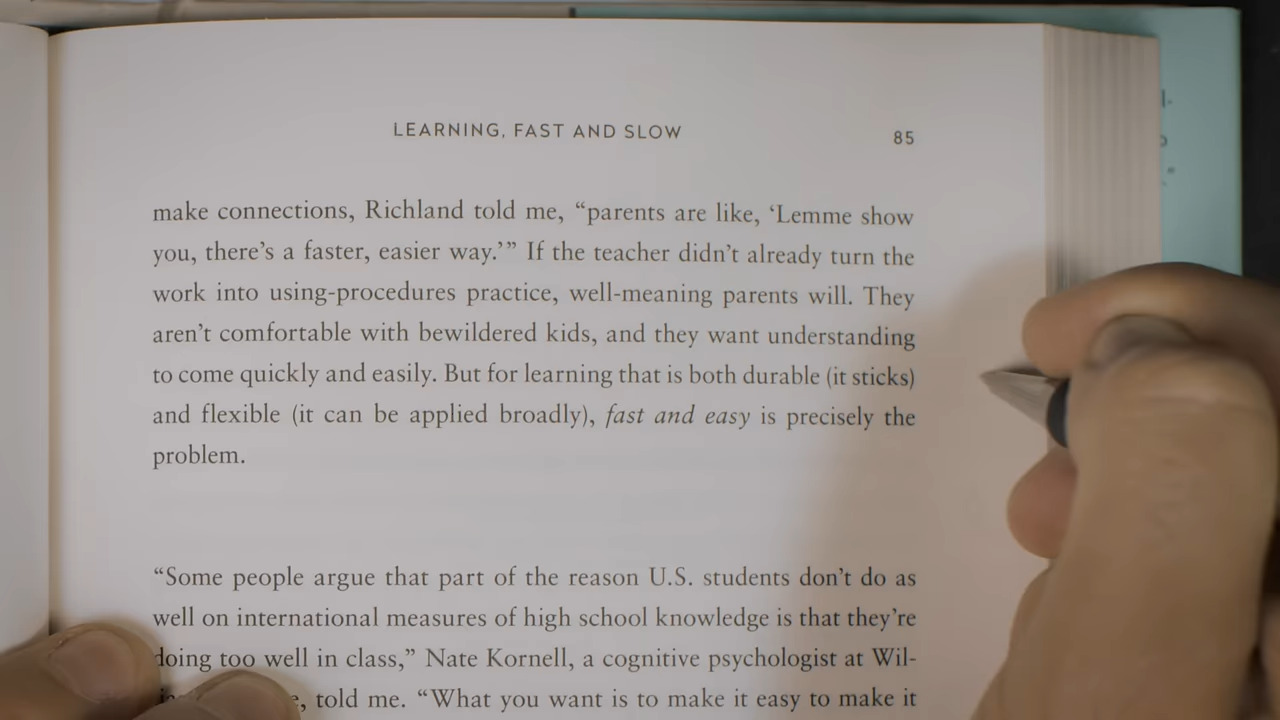 LEARNING, FAST AND SLOW
85
make connections, Richland told me, “parents are like, ‘Lemme show
you, there’s a faster, easier way.’” If the teacher didn’t already turn the
work into using-procedures practice, well-meaning parents will. They
aren’t comfortable with bewildered kids, and they want understanding
to come quickly and easily. But for learning that is both durable (it sticks)
and flexible (it can be applied broadly), fast and easy is precisely the
problem.
“Some people argue that part of the reason U.S. students don’t do as
well on international measures of high school knowledge is that they’re
doing too well in class,” Nate Kornell, a cognitive psychologist at Wil-
told me. “What you want is to make it easy to make it